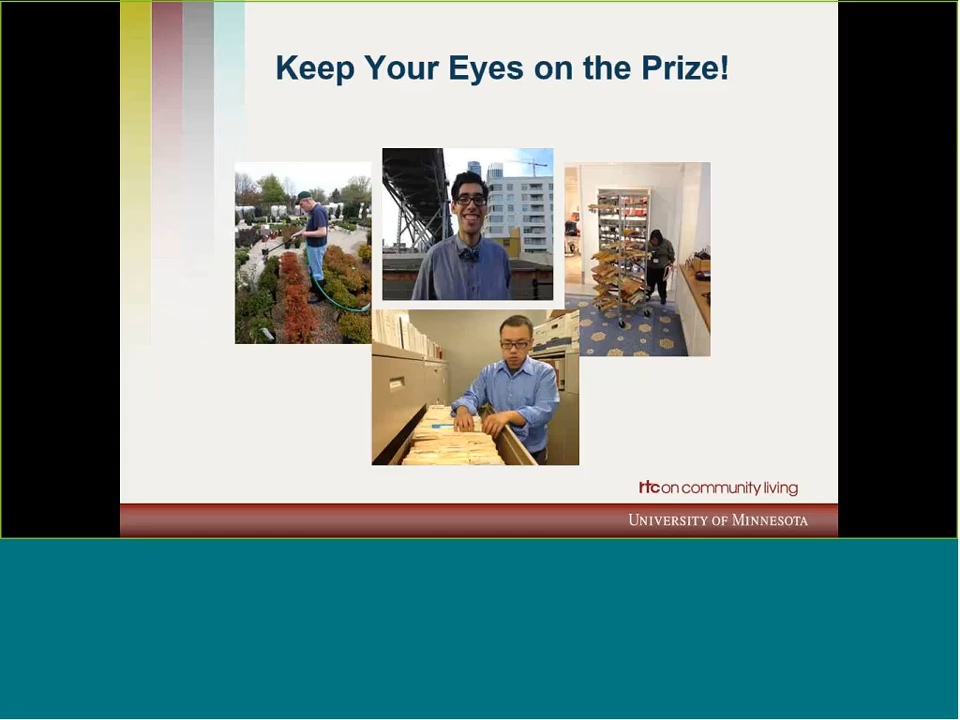 Keep Your Eyes on the Prize!
rtc on community living
UNIVERSITY OF MINNESOTA